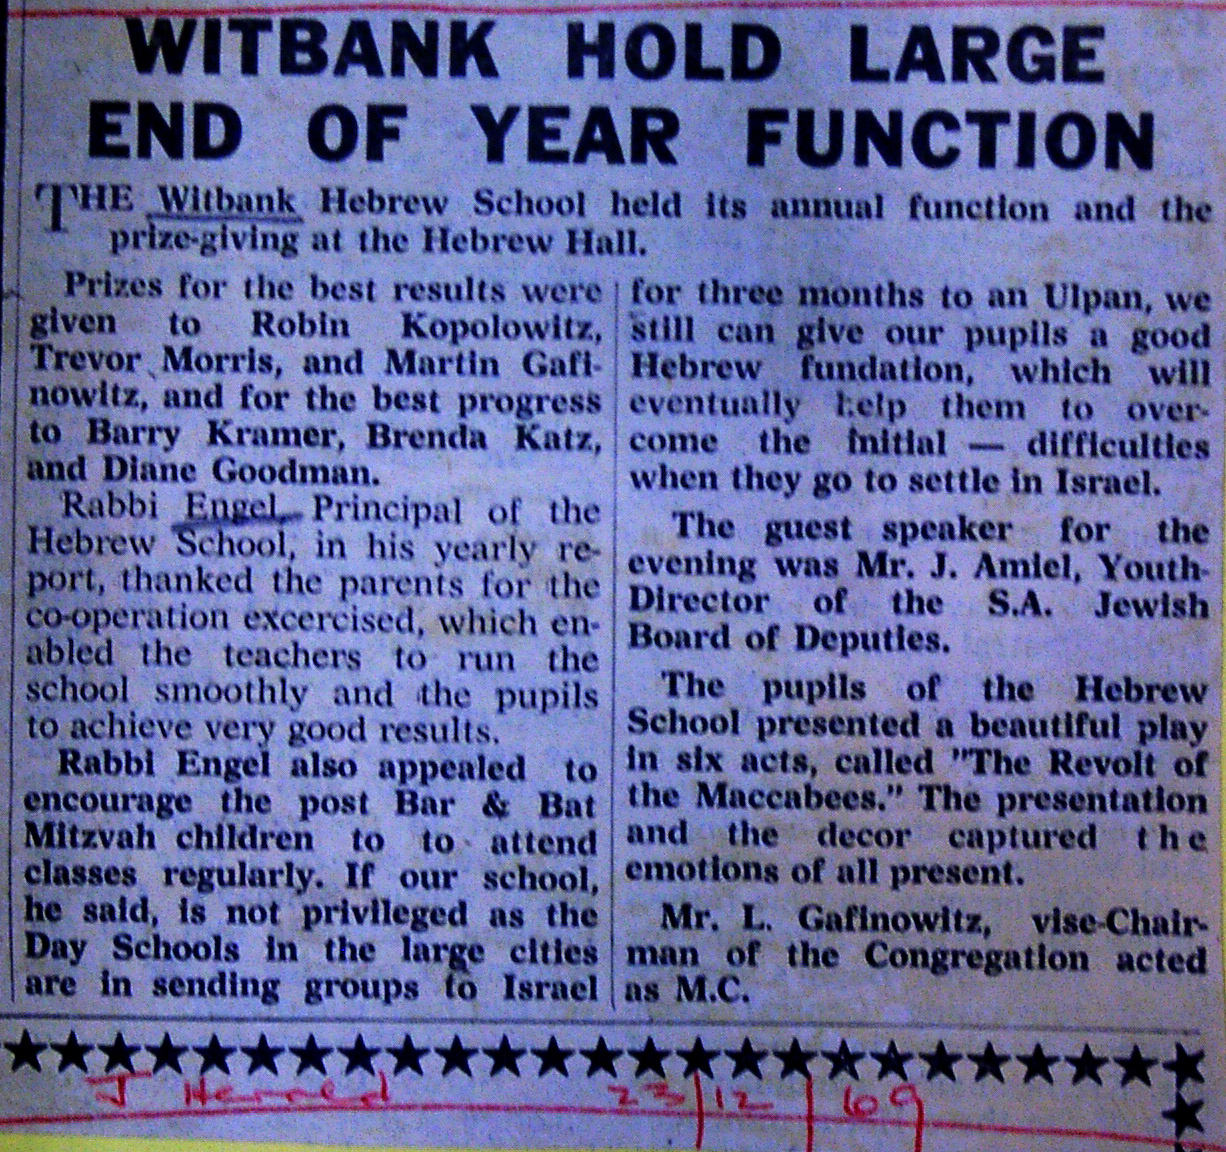 WITBANK HOLD LARGE
END OF YEAR FUNCTION
THE Witbank Hebrew School held its annual function and the
prize-giving at the Hebrew Hall.
Prizes for the best results were
given to Robin Kopolowitz,
Trevor Morris, and Martin Gafi-
nowitz, and for the best progress
to Barry Kramer, Brenda Katz,
and Diane Goodman.
Rabbi Engel Principal of the
Hebrew School, in his yearly re-
port, thanked the parents for the
co-operation excercised, which en-
abled the teachers to run the
school smoothly and the pupils
to achieve very good results.
Rabbi Engel also appealed to
encourage the post Bar & Bat
Mitzvah children to to attend
classes regularly. If our school,
he said, is not privileged as the
Day Schools in the large cities
are in sending groups to Israel
for three months to an Ulpan, we
still can give our pupils a good
Hebrew fundation, which will
eventually help them to over-
come the initial — difficulties
when they go to settle in Israel.
The guest speaker for the
evening was Mr. J. Amiel, Youth-
Director of the S.A. Jewish
Board of Deputies.
The pupils of the Hebrew
School presented a beautiful play
in six acts, called "The Revolt of
the Maccabees." The presentation
and the decor captured the
emotions of all present.
Mr. L. Gafinowitz, vise-Chair-
man of the Congregation acted
as M.C.
J 23/12/69